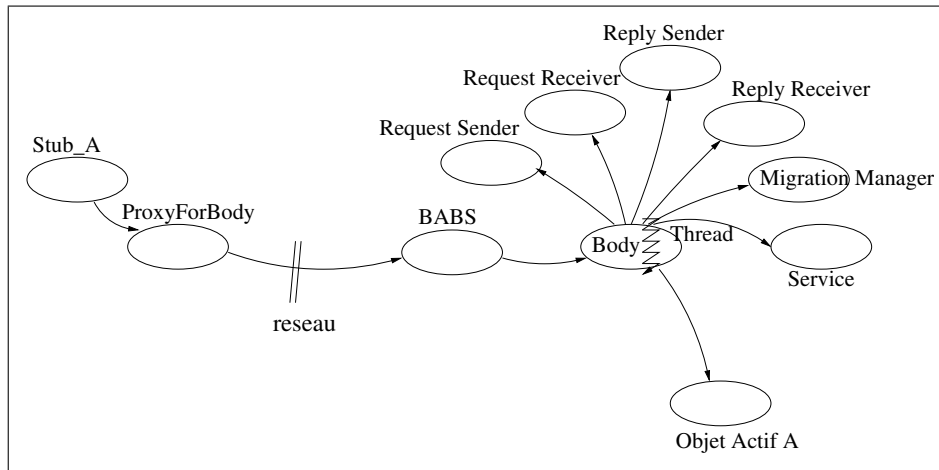 Reply Sender
Request Receiver
Reply Receiver
Request Sender
Stub_A
Migration Manager
ProxyForBody
BABS
Thread
Body
Service
reseau
Objet Actif A